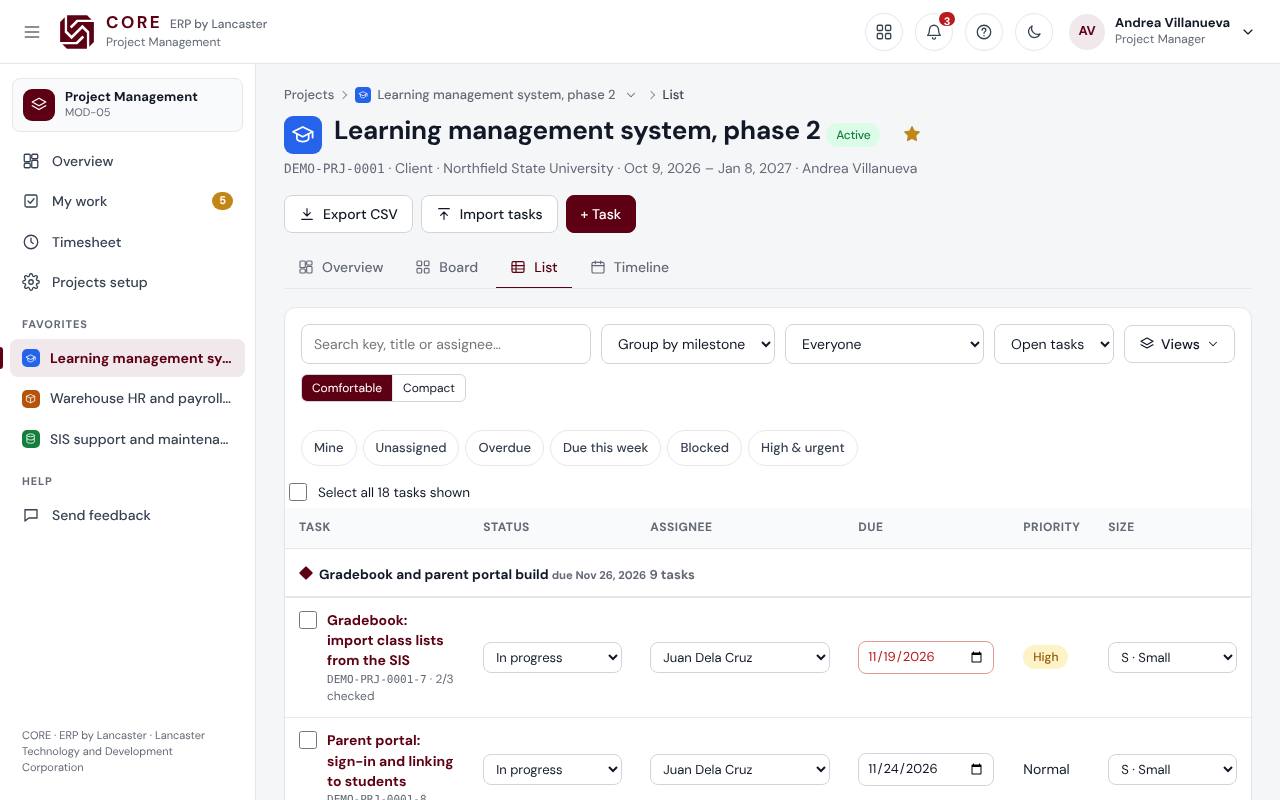 CORE ERP by Lancaster
Project Management
3
AV
Andrea Villanueva
Project Manager
Project Management
MOD-05
Overview
My work 5
Timesheet
Projects setup
FAVORITES
Learning management sy...
Warehouse HR and payroll...
SIS support and maintena...
HELP
Send feedback
CORE · ERP by Lancaster · Lancaster
Technology and Development
Corporation
Projects Learning management system, phase 2 List
Learning management system, phase 2 Active
DEMO-PRJ-0001 · Client · Northfield State University · Oct 9, 2026 – Jan 8, 2027 · Andrea Villanueva
Export CSV Import tasks + Task
Overview Board List Timeline
Search key, title or assignee... Group by milestone Everyone Open tasks Views
Comfortable Compact
Mine Unassigned Overdue Due this week Blocked High & urgent
Select all 18 tasks shown
TASK STATUS ASSIGNEE DUE PRIORITY SIZE
Gradebook and parent portal build due Nov 26, 2026 9 tasks
Gradebook:
import class lists
from the SIS
DEMO-PRJ-0001-7 · 2/3
checked
In progress Juan Dela Cruz 11/19/2026 High S · Small
Parent portal:
sign-in and linking
to students
DEMO-PRJ-0001-8
In progress Juan Dela Cruz 11/24/2026 Normal S · Small